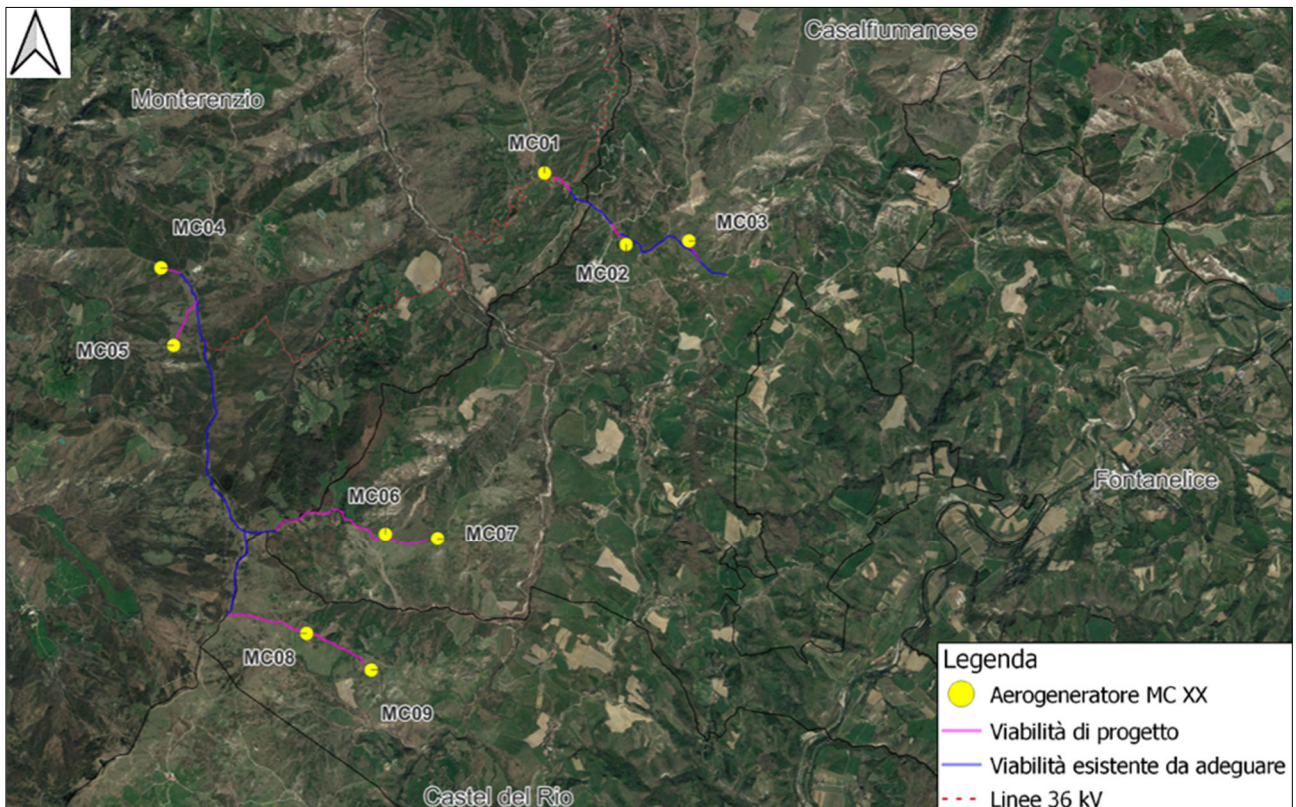 Casalfiumanese
Monterenzio
MC01
MC04
MC03
MC02
MC05
Fontanelice
MC06
MC07
MC08
MC09
Castel del Rio
Legenda
Aerogeneratore MC XX
Viabilità di progetto
Viabilità esistente da adeguare
Linee 36 kV